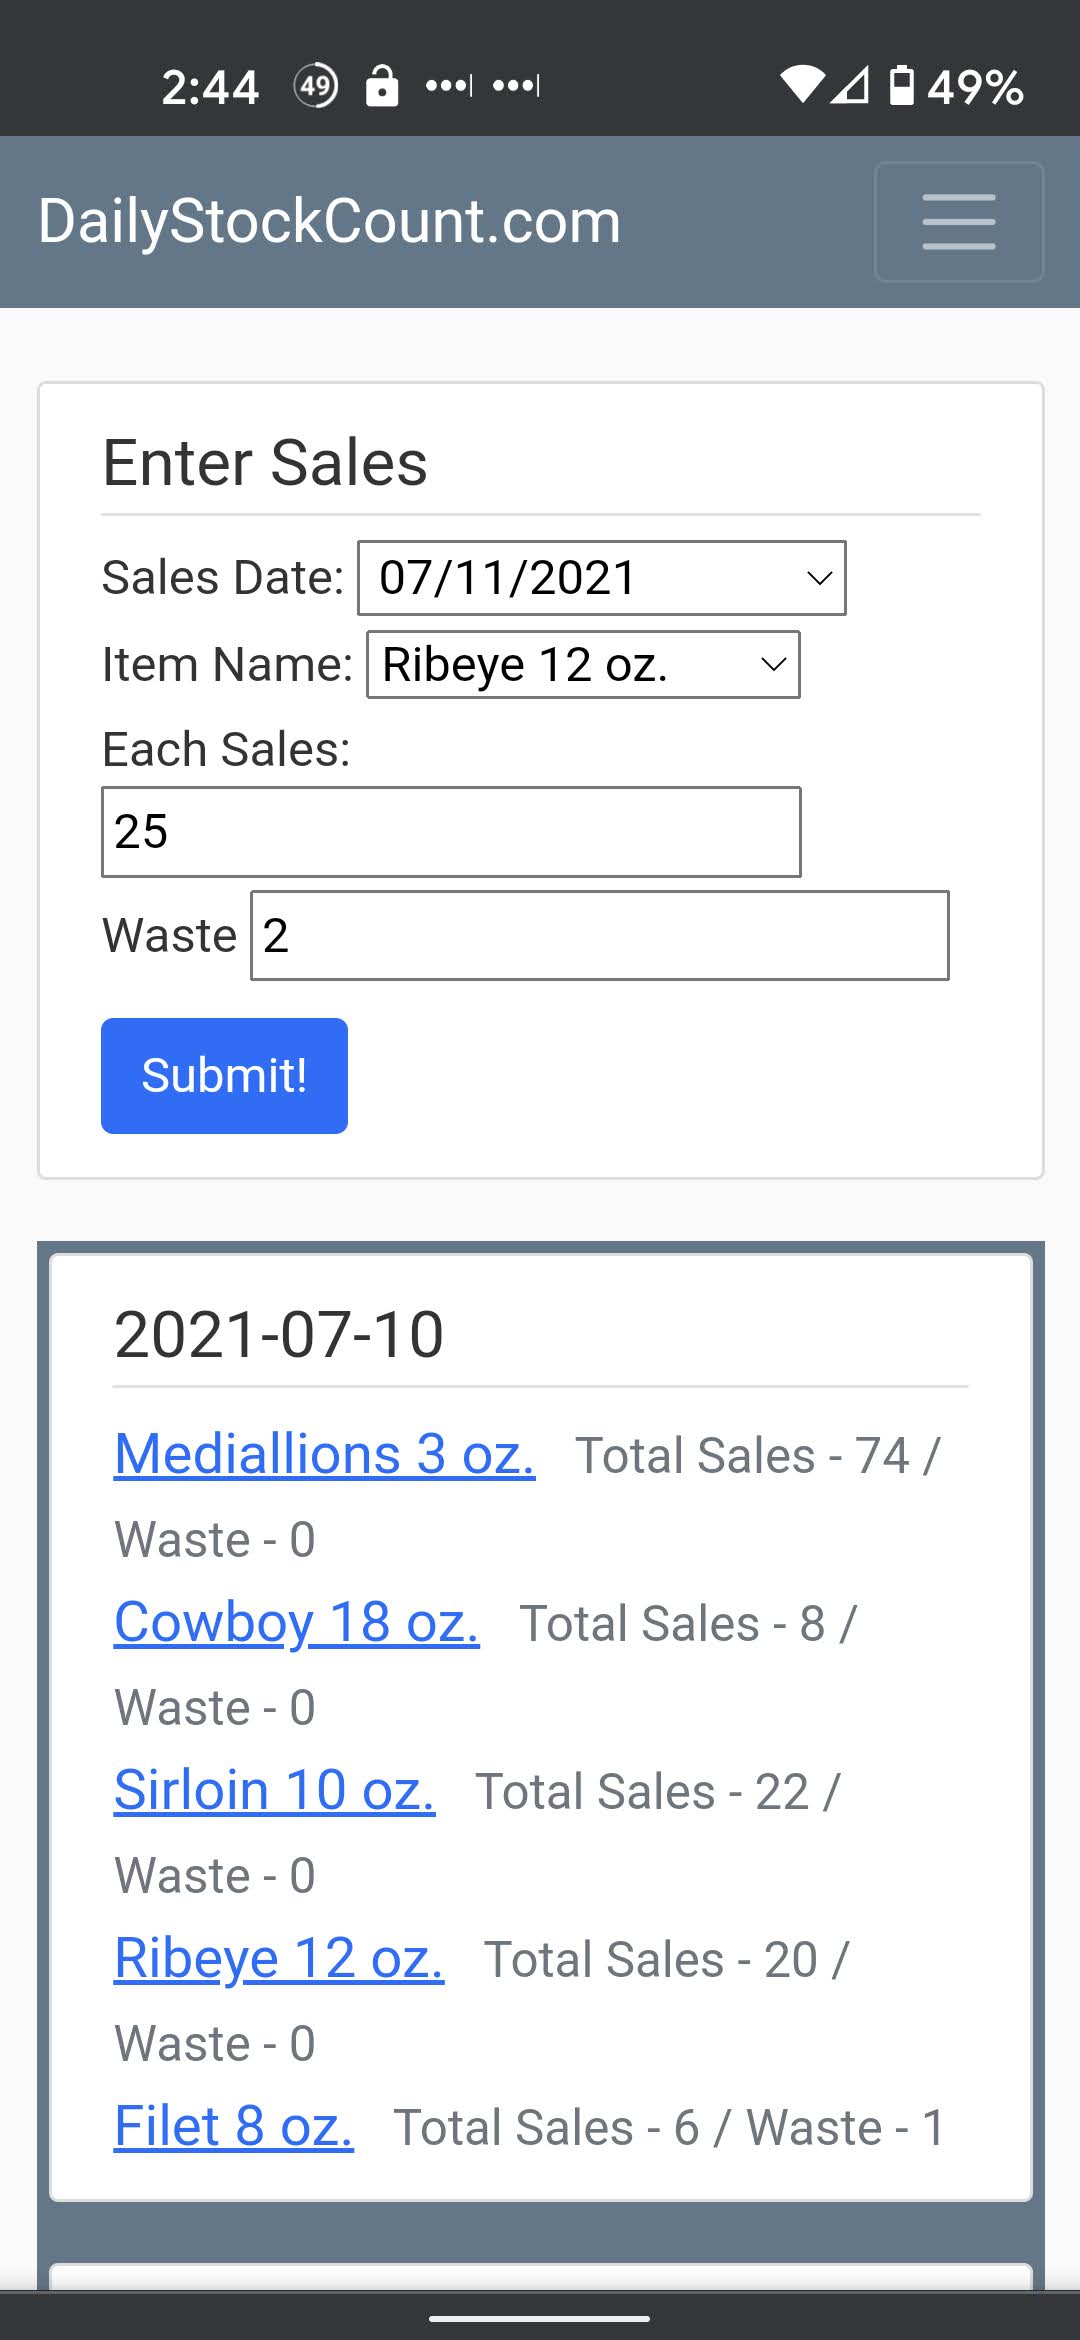 2:44 49 49%
DailyStockCount.com
Enter Sales
Sales Date: 07/11/2021
Item Name: Ribeye 12 oz.
Each Sales:
25
Waste 2
Submit!
2021-07-10
Mediallions 3 oz. Total Sales - 74 /
Waste - 0
Cowboy 18 oz. Total Sales - 8 /
Waste - 0
Sirloin 10 oz. Total Sales - 22 /
Waste - 0
Ribeye 12 oz. Total Sales - 20 /
Waste - 0
Filet 8 oz. Total Sales - 6 / Waste - 1